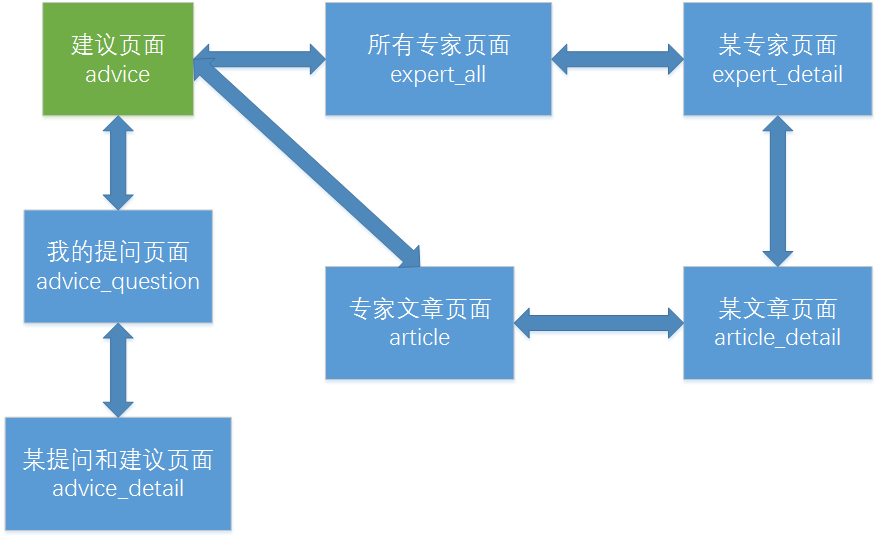 建议页面
advice
所有专家页面
expert_all
某专家页面
expert_detail
我的提问页面
advice_question
专家文章页面
article
某文章页面
article_detail
某提问和建议页面
advice_detail